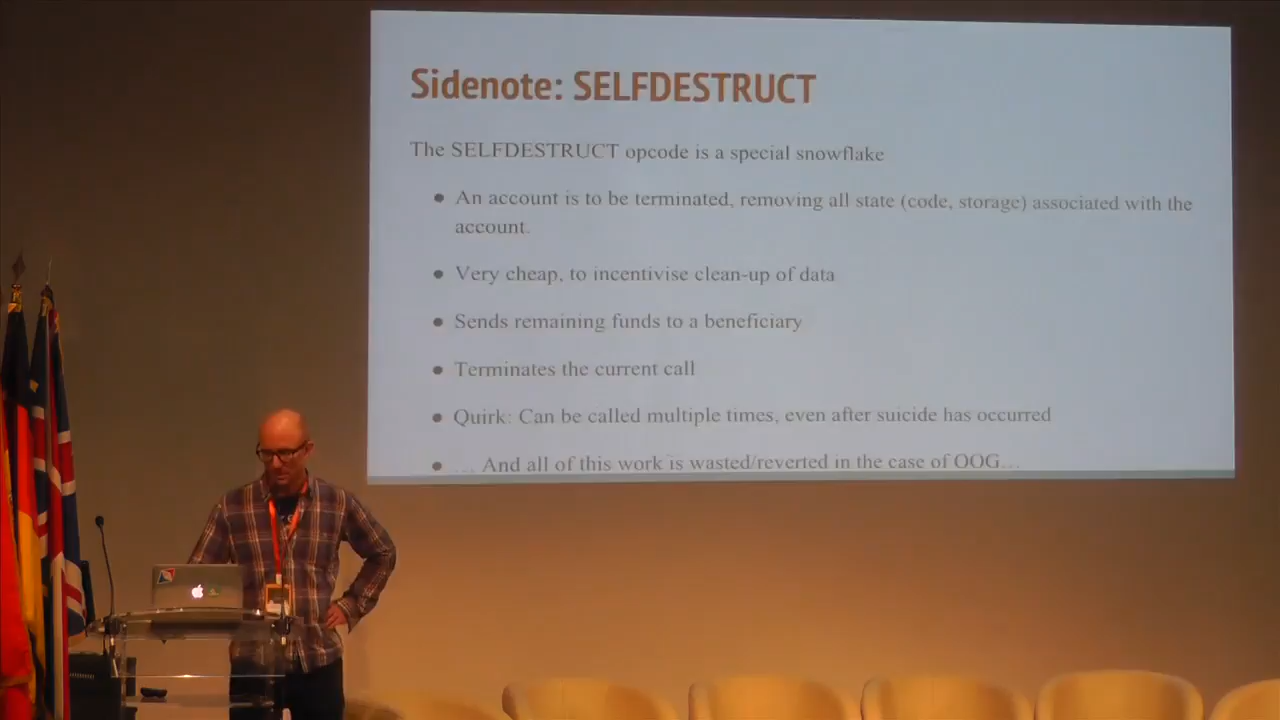 Sidenote: SELFDESTRUCT
The SELFDESTRUCT opcode is a special snowflake
● An account is to be terminated, removing all state (code, storage) associated with the
account.
● Very cheap, to incentivise clean-up of data
● Sends remaining funds to a beneficiary
● Terminates the current call
● Quirk: Can be called multiple times, even after suicide has occurred
● ... And all of this work is wasted/reverted in the case of OOG...